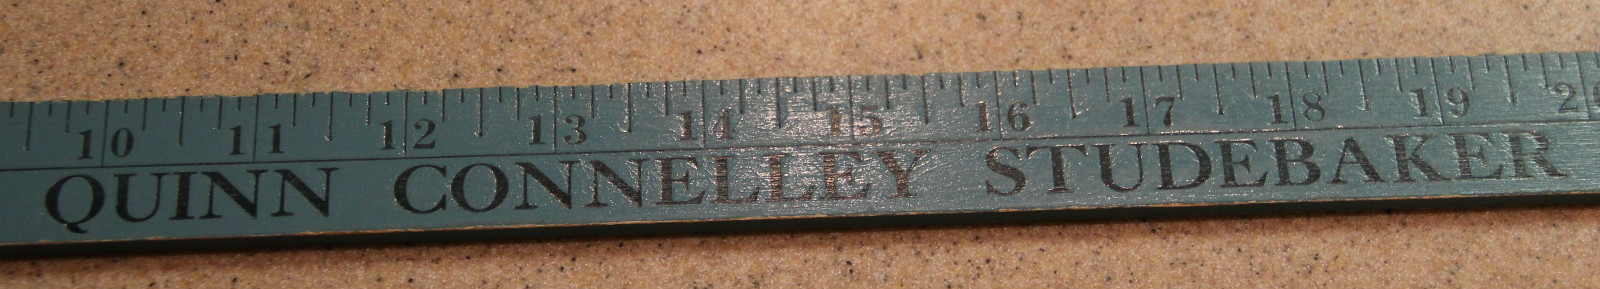 10 11 12 13 14 15 16 17 18 19
QUINN CONNELLEY STUDEBAKER